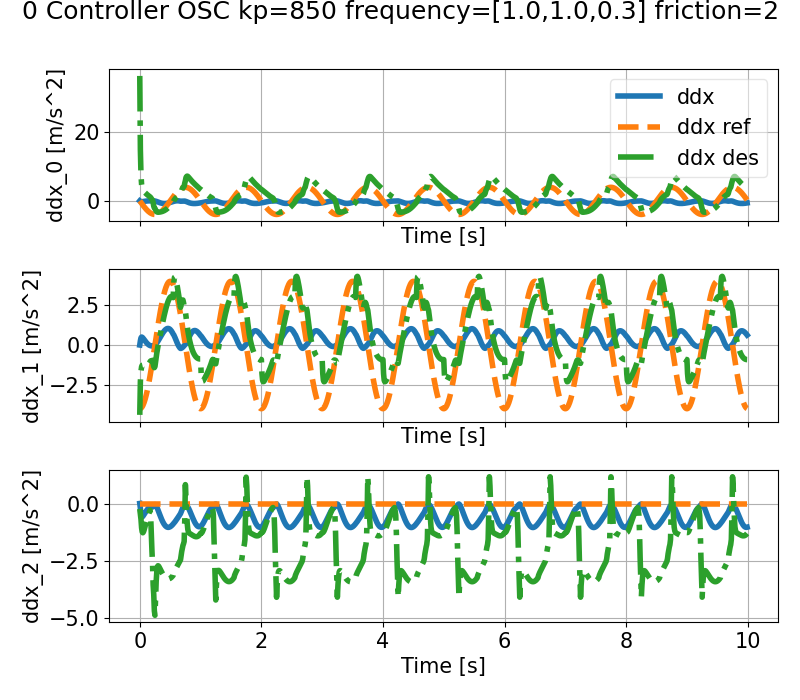 0 Controller OSC kp=850 frequency=[1.0,1.0,0.3] friction=2
ddx_0 [m/s^2]
20
0
ddx
ddx ref
ddx des
Time [s]
ddx_1 [m/s^2]
2.5
0.0
−2.5
Time [s]
ddx_2 [m/s^2]
0.0
−2.5
−5.0
0 2 4 6 8 10
Time [s]